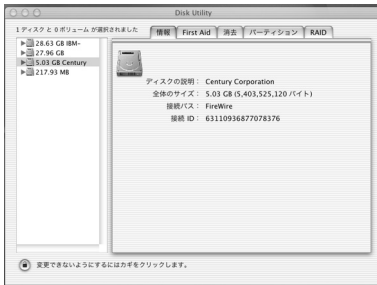 Disk Utility
1 ディスク と 0 ボリューム が選択されました
情報
First Aid
消去
パーティション
RAID
28.63 GB IBM-
27.96 GB
5.03 GB Century
217.93 MB
ディスクの説明： Century Corporation
全体のサイズ： 5.03 GB (5,403,525,120 バイト)
接続バス： FireWire
接続 ID： 63110936877078376
変更できないようにするにはカギをクリックします。